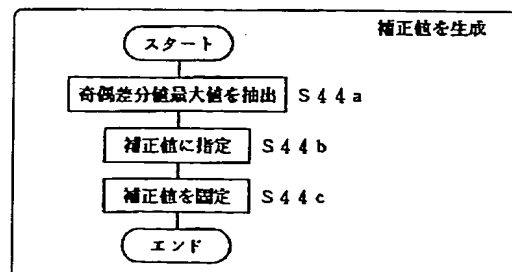 補正値を生成
スタート
奇偶差分値最大値を抽出 S44a
補正値に指定 S44b
補正値を固定 S44c
エンド